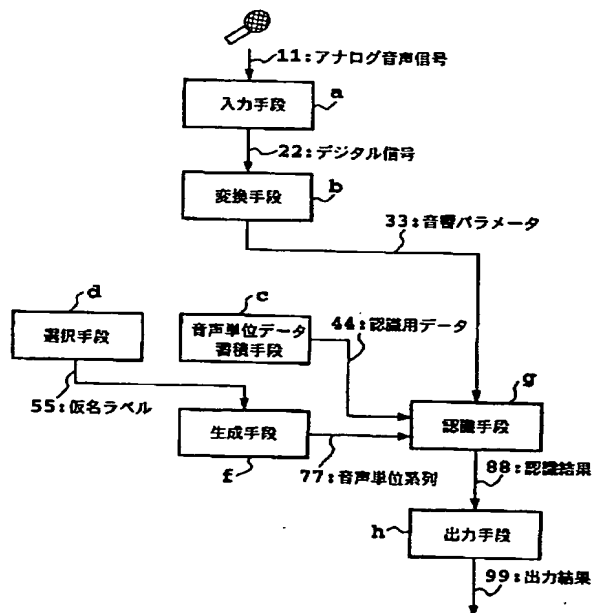 11:アナログ音声信号
a
入力手段
22:デジタル信号
b
変換手段
33:音響パラメータ
d
選択手段
c
音声単位データ
蓄積手段
44:認識用データ
g
認識手段
55:仮名ラベル
生成手段
f
77:音声単位系列
88:認識結果
h
出力手段
99:出力結果